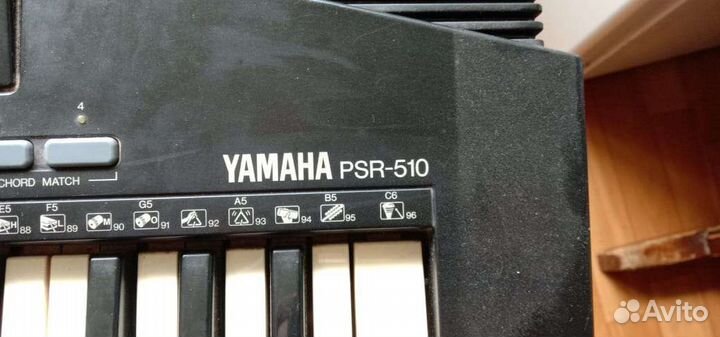 4
CHORD MATCH
YAMAHA PSR-510
E5 F5 G5 A5 B5 C6
H 88 L 89 M 90 O 91 92 93 94 95 96
Avito